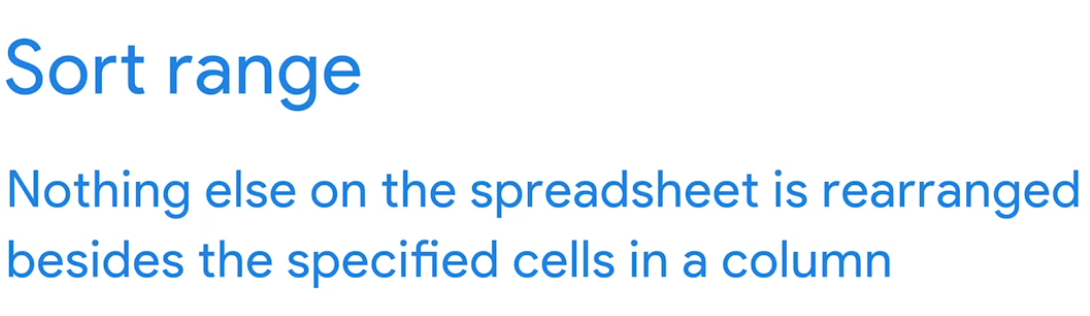 Sort range
Nothing else on the spreadsheet is rearranged
besides the specified cells in a column